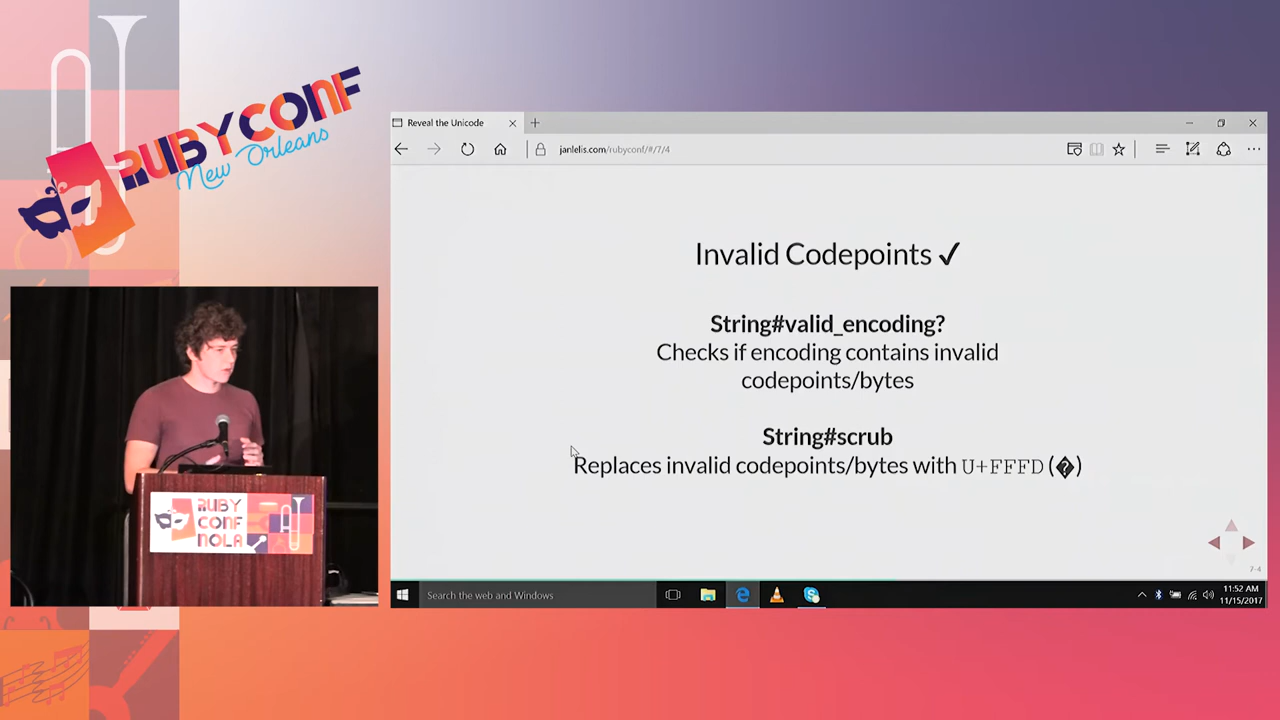 RUBYCONF
New Orleans
RUBY
CONF
NOLA
Reveal the Unicode
janlelis.com/rubyconf/#/7/4
Invalid Codepoints ✓
String#valid_encoding?
Checks if encoding contains invalid
codepoints/bytes
String#scrub
Replaces invalid codepoints/bytes with U+FFFD (�)
7-4
Search the web and Windows
11:52 AM
11/15/2017